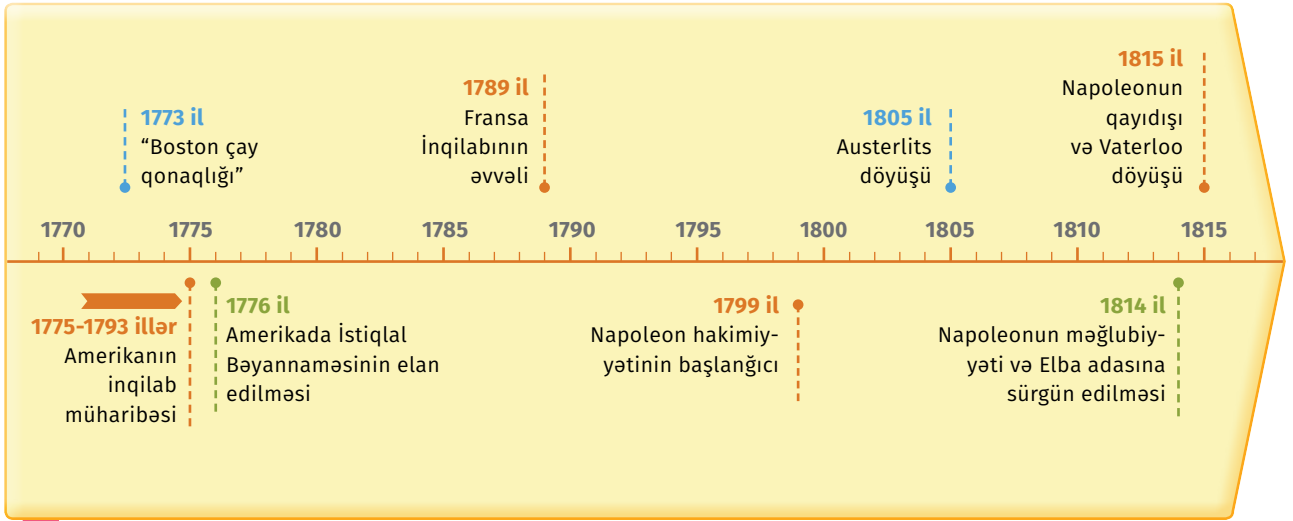 1773 il
“Boston çay
qonaqlığı”
1789 il
Fransa
İnqilabının
əvvəli
1805 il
Austerlits
döyüşü
1815 il
Napoleonun
qayıdışı
və Vaterloo
döyüşü
1770 1775 1780 1785 1790 1795 1800 1805 1810 1815
1775-1793 illər
Amerikanın
inqilab
müharibəsi
1776 il
Amerikada İstiqlal
Bəyannaməsinin elan
edilməsi
1799 il
Napoleon hakimiy-
yətinin başlanğıcı
1814 il
Napoleonun məğlubiy-
yəti və Elba adasına
sürgün edilməsi